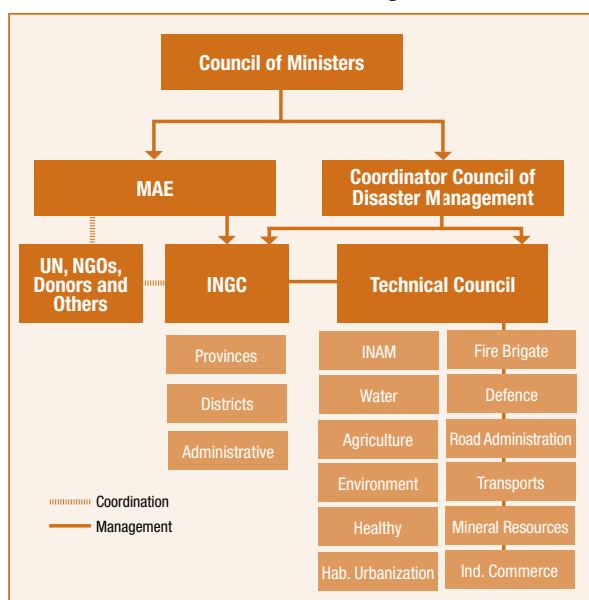 Council of Ministers
MAE
Coordinator Council of
Disaster Management
UN, NGOs,
Donors and
Others
INGC
Technical Council
Provinces
Districts
Administrative
INAM
Fire Brigate
Water
Defence
Agriculture
Road Administration
Environment
Transports
Healthy
Mineral Resources
Hab. Urbanization
Ind. Commerce
Coordination
Management